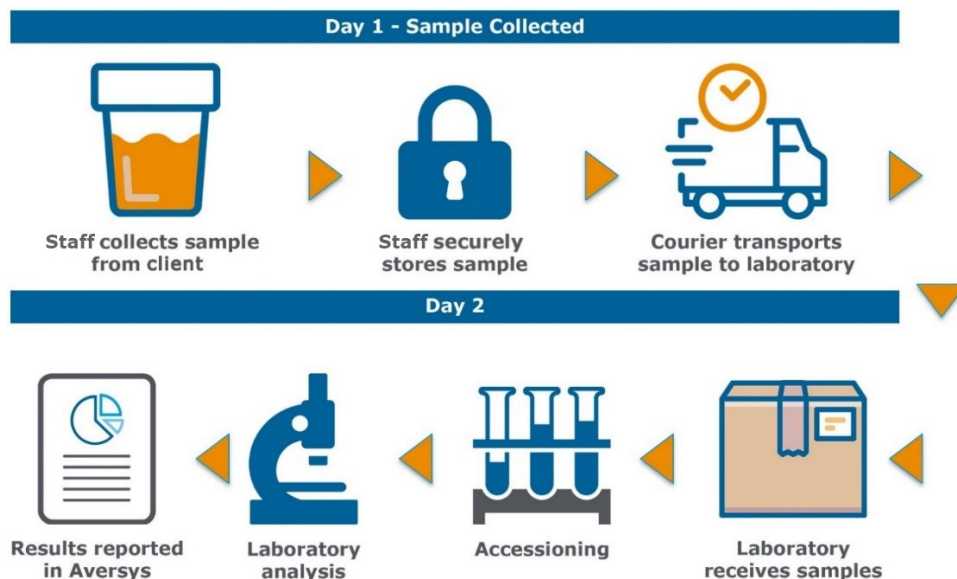 Day 1 - Sample Collected
Staff collects sample
from client
Staff securely
stores sample
Courier transports
sample to laboratory
Day 2
Results reported
in Aversys
Laboratory
analysis
Accessioning
Laboratory
receives samples